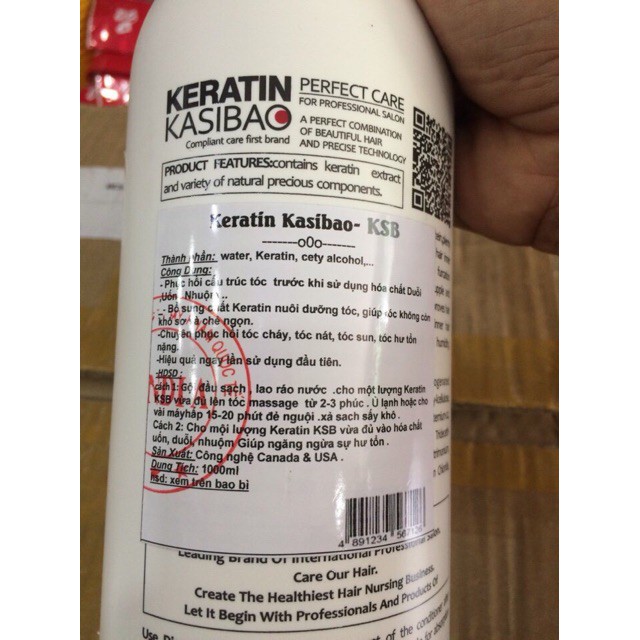 KERATIN
KASIBAO
Compliant care first brand
PERFECT CARE
FOR PROFESSIONAL SALON
A PERFECT COMBINATION
OF BEAUTIFUL HAIR
AND PRECISE TECHNOLOGY
PRODUCT FEATURES:contains keratin extract
and variety of natural precious components.
Keratin Kasibao- KSB
-------o0o-------
Thành phần: water, Keratin, cety alcohol,...
Công Dụng:
- Phục hồi cấu trúc tóc trước khi sử dụng hóa chất Duỗi
,Uốn , Nhuộm ...
- Bổ sung chất Keratin nuôi dưỡng tóc, giúp tóc không còn
khô sơ và chẻ ngọn.
-Chuyên phục hồi tóc cháy, tóc nát, tóc sun, tóc hư tổn
nặng.
-Hiệu quả ngay lần sử dụng đầu tiên.
-HDSD :
cách 1: Gội đầu sạch , lao ráo nước .cho một lượng Keratin
KSB vừa đủ lên tóc massage từ 2-3 phúc . Ủ lạnh hoặc cho
vài máyhấp 15-20 phút đẻ nguội .xả sạch sấy khô .
Cách 2: Cho mội lượng Keratin KSB vừa đủ vào hóa chất
uốn, duỗi, nhuộm Giúp ngăng ngừa sự hư tổn .
Sản Xuất: Công nghệ Canada & USA .
Dung Tích: 1000ml
hsd: xem trên bao bì
4 891234 567
Leading Brand Of International Professional Salon.
Care Our Hair.
Create The Healthiest Hair Nursing Business.
Let It Begin With Professionals And Products Of